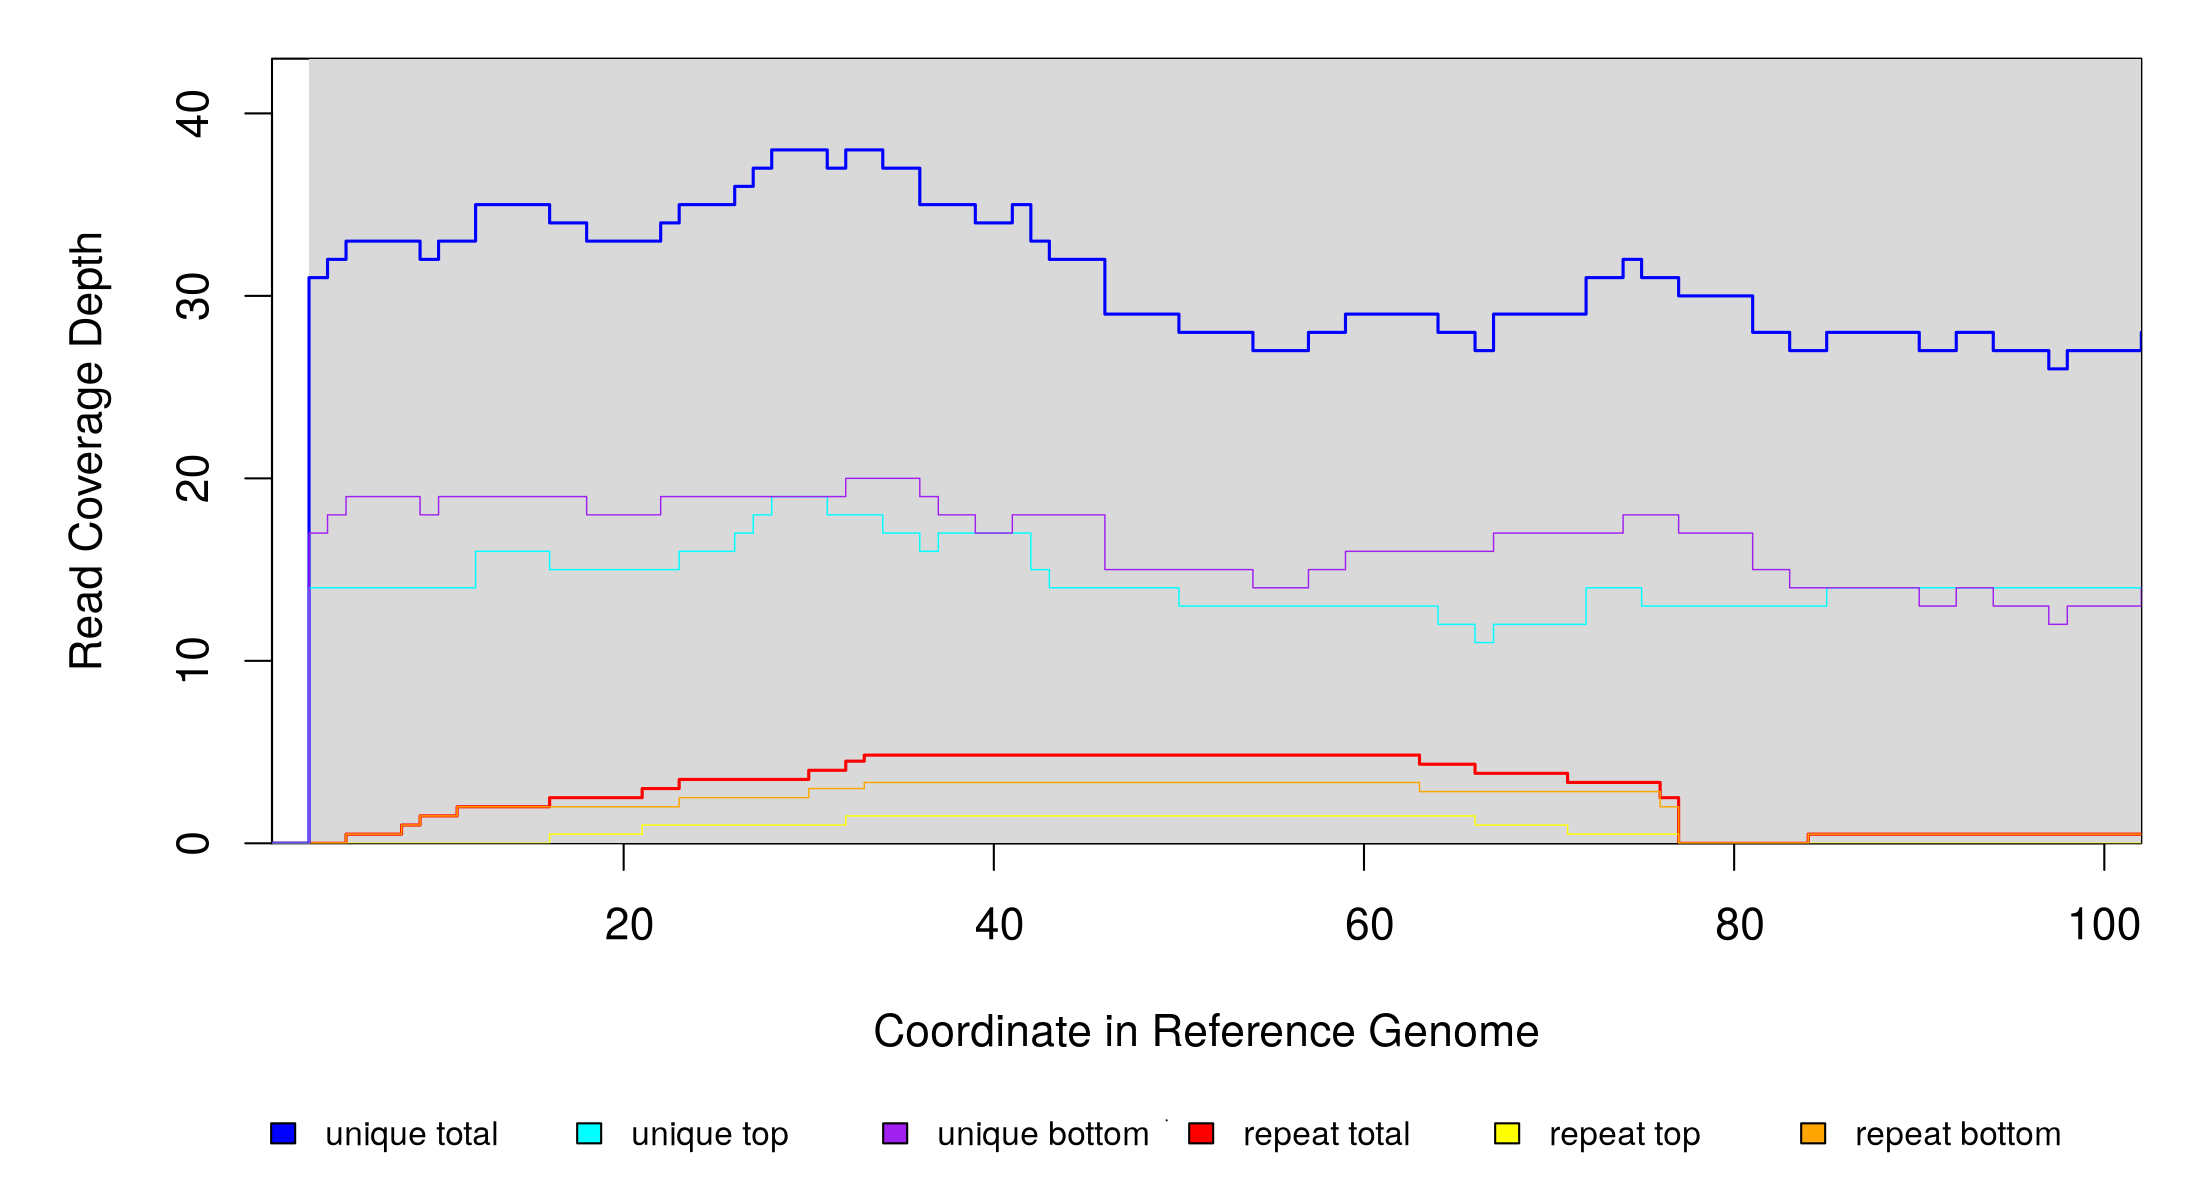 40
30
20
10
0
Read Coverage Depth
20 40 60 80 100
Coordinate in Reference Genome
unique total unique top unique bottom repeat total repeat top repeat bottom